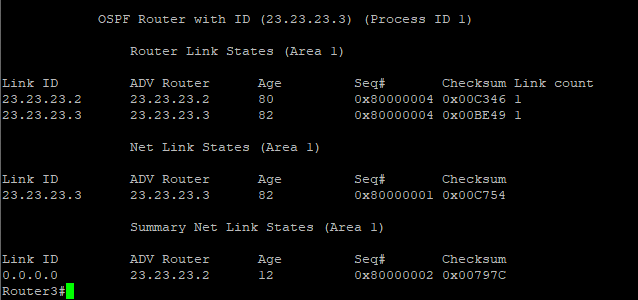 OSPF Router with ID (23.23.23.3) (Process ID 1)
Router Link States (Area 1)
Link ID ADV Router Age Seq# Checksum Link count
23.23.23.2 23.23.23.2 80 0x80000004 0x00C346 1
23.23.23.3 23.23.23.3 82 0x80000004 0x00BE49 1
Net Link States (Area 1)
Link ID ADV Router Age Seq# Checksum
23.23.23.3 23.23.23.3 82 0x80000001 0x00C754
Summary Net Link States (Area 1)
Link ID ADV Router Age Seq# Checksum
0.0.0.0 23.23.23.2 12 0x80000002 0x00797C
Router3#